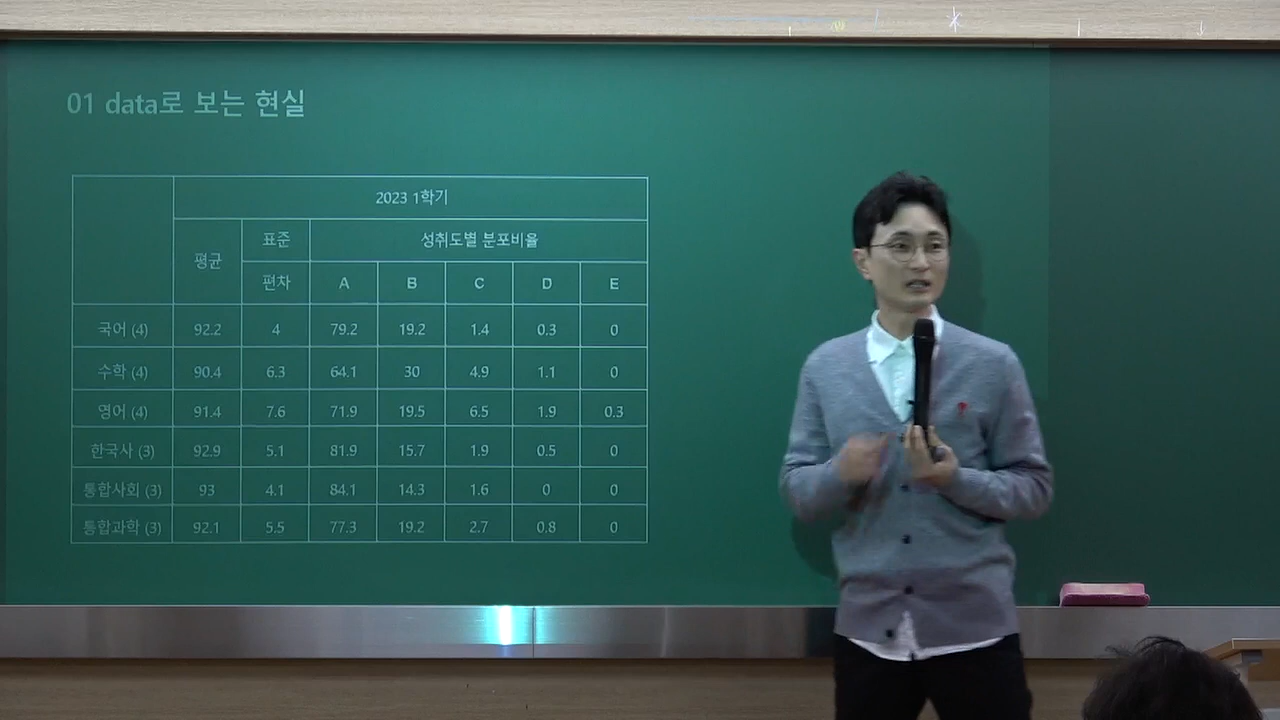 01 data로 보는 현실
2023 1학기
평균 표준 편차 성취도별 분포비율
A B C D E
국어 (4) 92.2 4 79.2 19.2 1.4 0.3 0
수학 (4) 90.4 6.3 64.1 30 4.9 1.1 0
영어 (4) 91.4 7.6 71.9 19.5 6.5 1.9 0.3
한국사 (3) 92.9 5.1 81.9 15.7 1.9 0.5 0
통합사회 (3) 93 4.1 84.1 14.3 1.6 0 0
통합과학 (3) 92.1 5.5 77.3 19.2 2.7 0.8 0